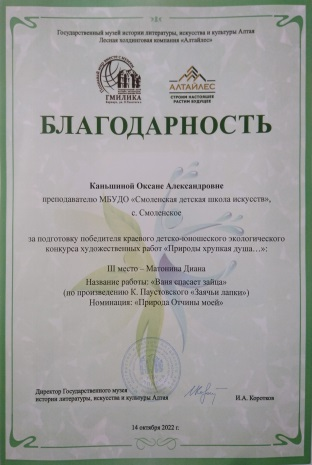 Государственный музей истории литературы, искусства и культуры Алтая
Лесная холдинговая компания «Алтайлес»
ГМИЛИКА
АЛТАЙЛЕС
СТРОИМ НАСТОЯЩЕЕ
РАСТИМ БУДУЩЕЕ
БЛАГОДАРНОСТЬ
Каньшиной Оксане Александровне
преподавателю МБУДО «Смоленская детская школа искусств»,
с. Смоленское
за подготовку победителя краевого детско-юношеского экологического
конкурса художественных работ «Природы хрупкая душа…»:
III место – Матонина Диана
Название работы: «Ваня спасает зайца»
(по произведению К. Паустовского «Заячьи лапки»)
Номинация: «Природа Отчизны моей»
Директор Государственного музея
истории литературы, искусства и культуры Алтая
И.А. Коротков
14 октября 2022 г.